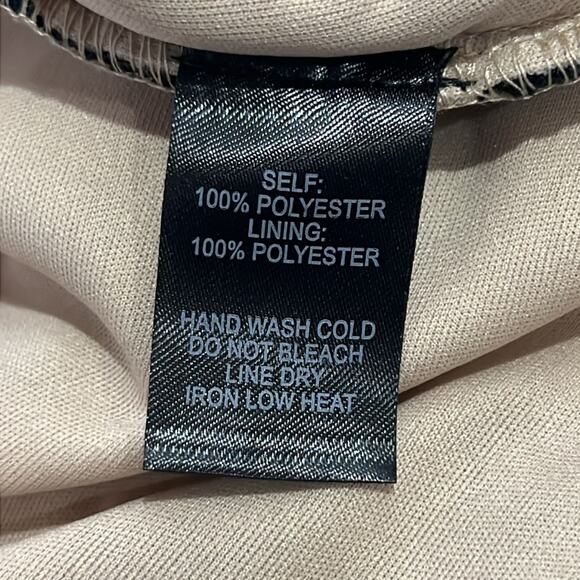 SELF:
100% POLYESTER
LINING:
100% POLYESTER
HAND WASH COLD
DO NOT BLEACH
LINE DRY
IRON LOW HEAT